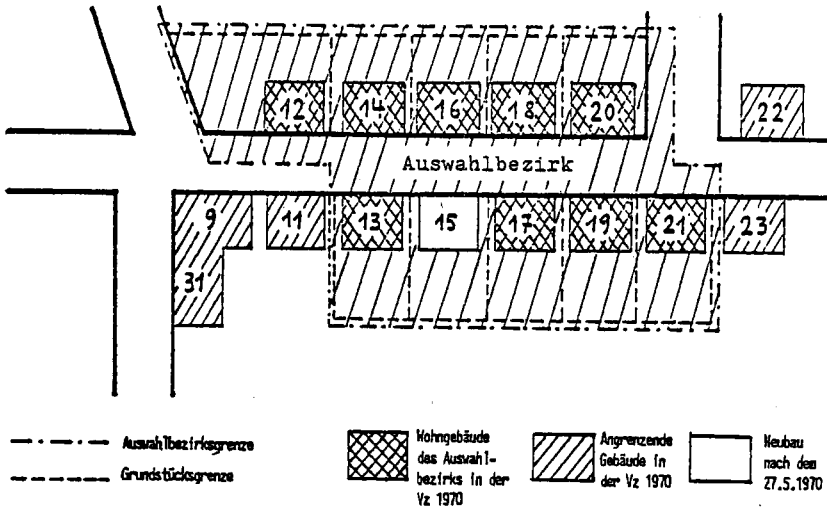 12 14 16 18 20 22
Auswahlbezirk
9 11 13 15 17 19 21 23
31
Auswahlbezirksgrenze
Grundstücksgrenze
Wohngebäude
des Auswahl-
bezirks in der
Vz 1970
Angrenzende
Gebäude in
der Vz 1970
Neubau
nach dem
27.5.1970